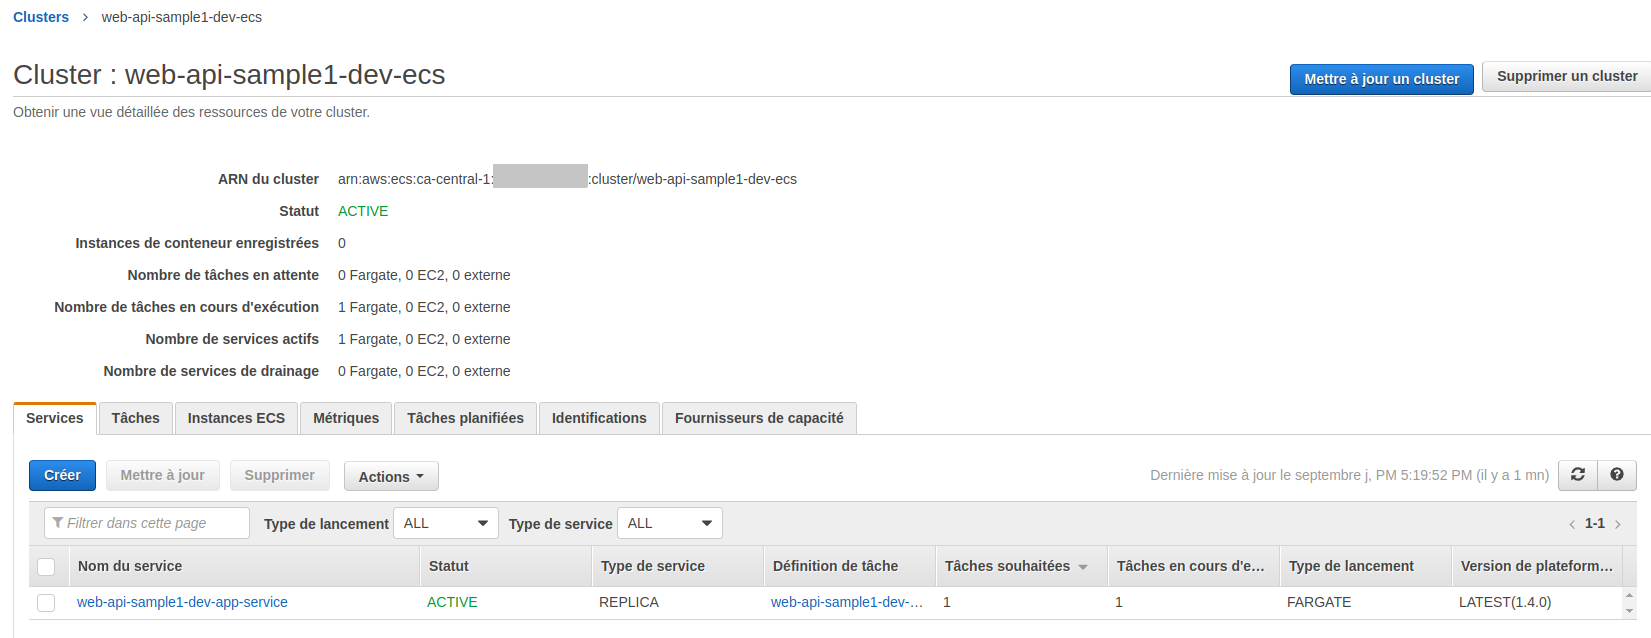 Clusters > web-api-sample1-dev-ecs
Cluster : web-api-sample1-dev-ecs
Mettre à jour un cluster
Supprimer un cluster
Obtenir une vue détaillée des ressources de votre cluster.
ARN du cluster arn:aws:ecs:ca-central-1: :cluster/web-api-sample1-dev-ecs
Statut ACTIVE
Instances de conteneur enregistrées 0
Nombre de tâches en attente 0 Fargate, 0 EC2, 0 externe
Nombre de tâches en cours d'exécution 1 Fargate, 0 EC2, 0 externe
Nombre de services actifs 1 Fargate, 0 EC2, 0 externe
Nombre de services de drainage 0 Fargate, 0 EC2, 0 externe
Services Tâches Instances ECS Métriques Tâches planifiées Identifications Fournisseurs de capacité
Créer Mettre à jour Supprimer Actions Dernière mise à jour le septembre j, PM 5:19:52 PM (il y a 1 mn)
Filtrer dans cette page Type de lancement ALL Type de service ALL < 1-1 >
Nom du service Statut Type de service Définition de tâche Tâches souhaitées Tâches en cours d'e... Type de lancement Version de plateform...
web-api-sample1-dev-app-service ACTIVE REPLICA web-api-sample1-dev-... 1 1 FARGATE LATEST(1.4.0)